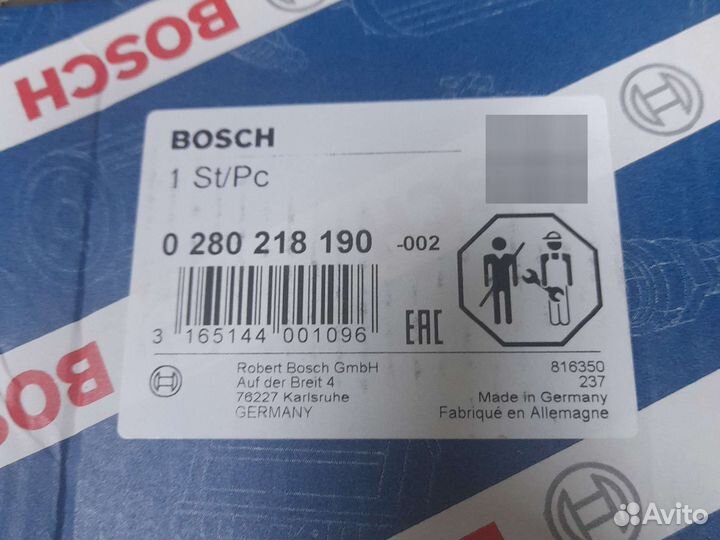 BOSCH
BOSCH
BOSCH
1 St/Pc
0 280 218 190 -002
3 165144 001096
EAC
Robert Bosch GmbH
Auf der Breit 4
76227 Karlsruhe
GERMANY
816350
237
Made in Germany
Fabriqué en Allemagne
BOSCH
Avito